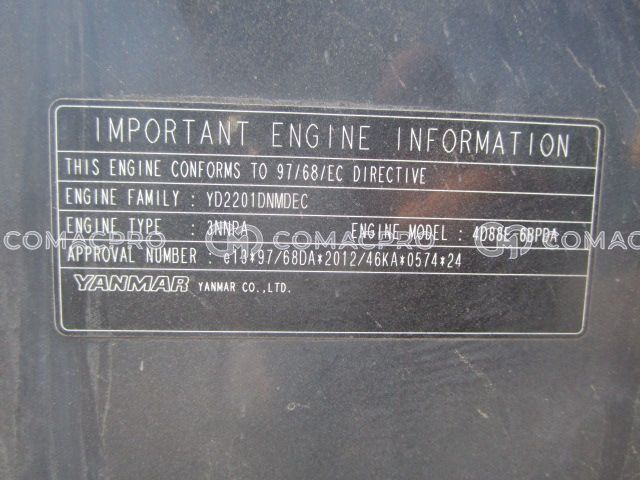 IMPORTANT ENGINE INFORMATION
THIS ENGINE CONFORMS TO 97/68/EC DIRECTIVE
ENGINE FAMILY : YD2201DNMDEC
ENGINE TYPE : 3NNPA ENGINE MODEL : 4D88E-6BPDA
COMACPRO COMACPRO COMACPRO
APPROVAL NUMBER : e13*97/68DA*2012/46KA*0574*24
YANMAR YANMAR CO.,LTD.